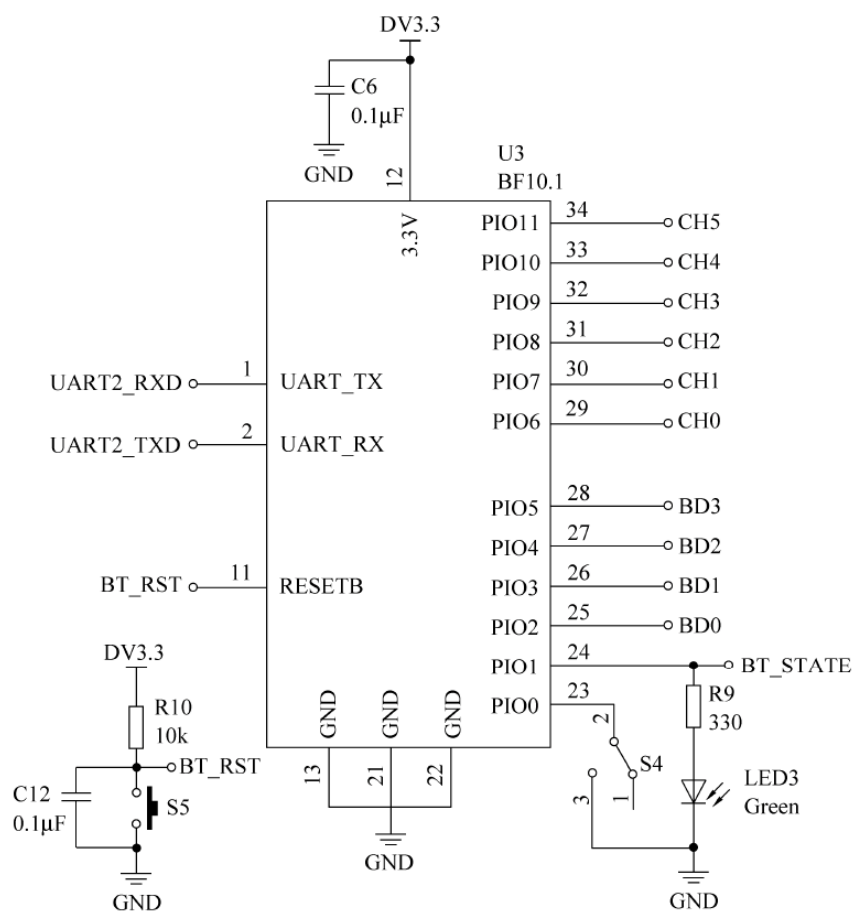 DV3.3
C6
0.1μF
GND
12
U3
BF10.1
3.3V
PIO11 34 CH5
PIO10 33 CH4
PIO9 32 CH3
PIO8 31 CH2
UART2_RXD 1 UART_TX PIO7 30 CH1
PIO6 29 CH0
UART2_TXD 2 UART_RX
PIO5 28 BD3
PIO4 27 BD2
BT_RST 11 RESETB PIO3 26 BD1
PIO2 25 BD0
DV3.3
PIO1 24 BT_STATE
PIO0 23
R10
10k
GND GND GND
2
R9
330
BT_RST
13 21 22
S4
C12
0.1μF
S5
3 1
LED3
Green
GND
GND
GND